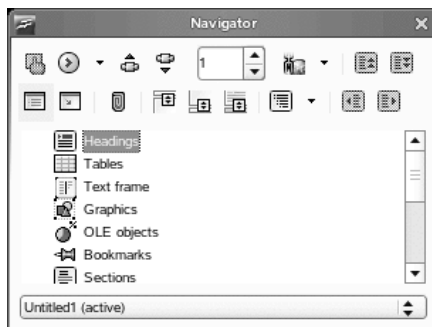 Navigator
1
Headings
Tables
Text frame
Graphics
OLE objects
Bookmarks
Sections
Untitled1 (active)